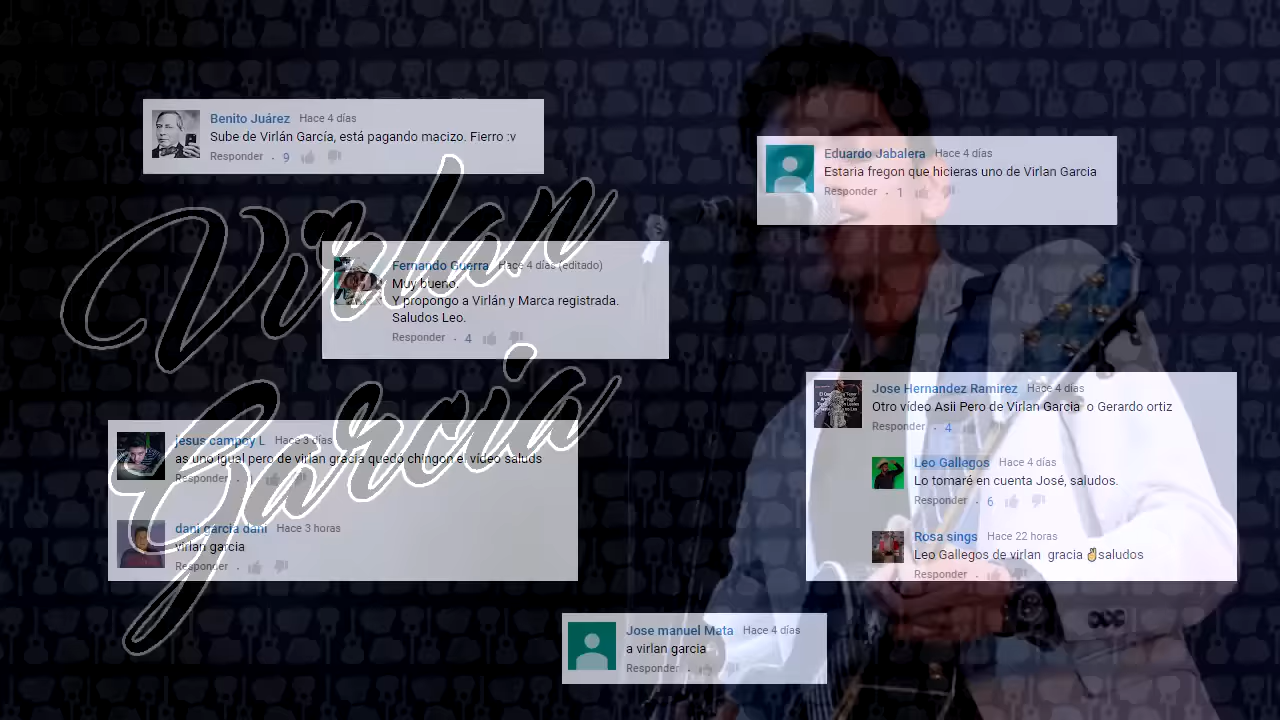 Benito Juárez Hace 4 días
Sube de Virlán García, está pagando macizo. Fierro :v
Responder · 9
Eduardo Jabalera Hace 4 días
Estaria fregon que hicieras uno de Virlan Garcia
Responder · 1
Virlan
Garcia
Fernando Guerra Hace 4 días (editado)
Muy bueno.
Y propongo a Virlán y Marca registrada.
Saludos Leo.
Responder · 4
Jose Hernandez Ramirez Hace 4 días
Otro video Asii Pero de Virlan Garcia o Gerardo ortiz
Responder · 4
Leo Gallegos Hace 4 días
Lo tomaré en cuenta José, saludos.
Responder · 6
Rosa sings Hace 22 horas
Leo Gallegos de virlan gracia ✌saludos
Responder ·
jesus campoy L Hace 3 días
as uno igual pero de virlan gracia quedo chingon el video saluds
Responder ·
dani garcia dani Hace 3 horas
virlan garcia
Responder ·
Jose manuel Mata Hace 4 días
a virlan garcia
Responder ·